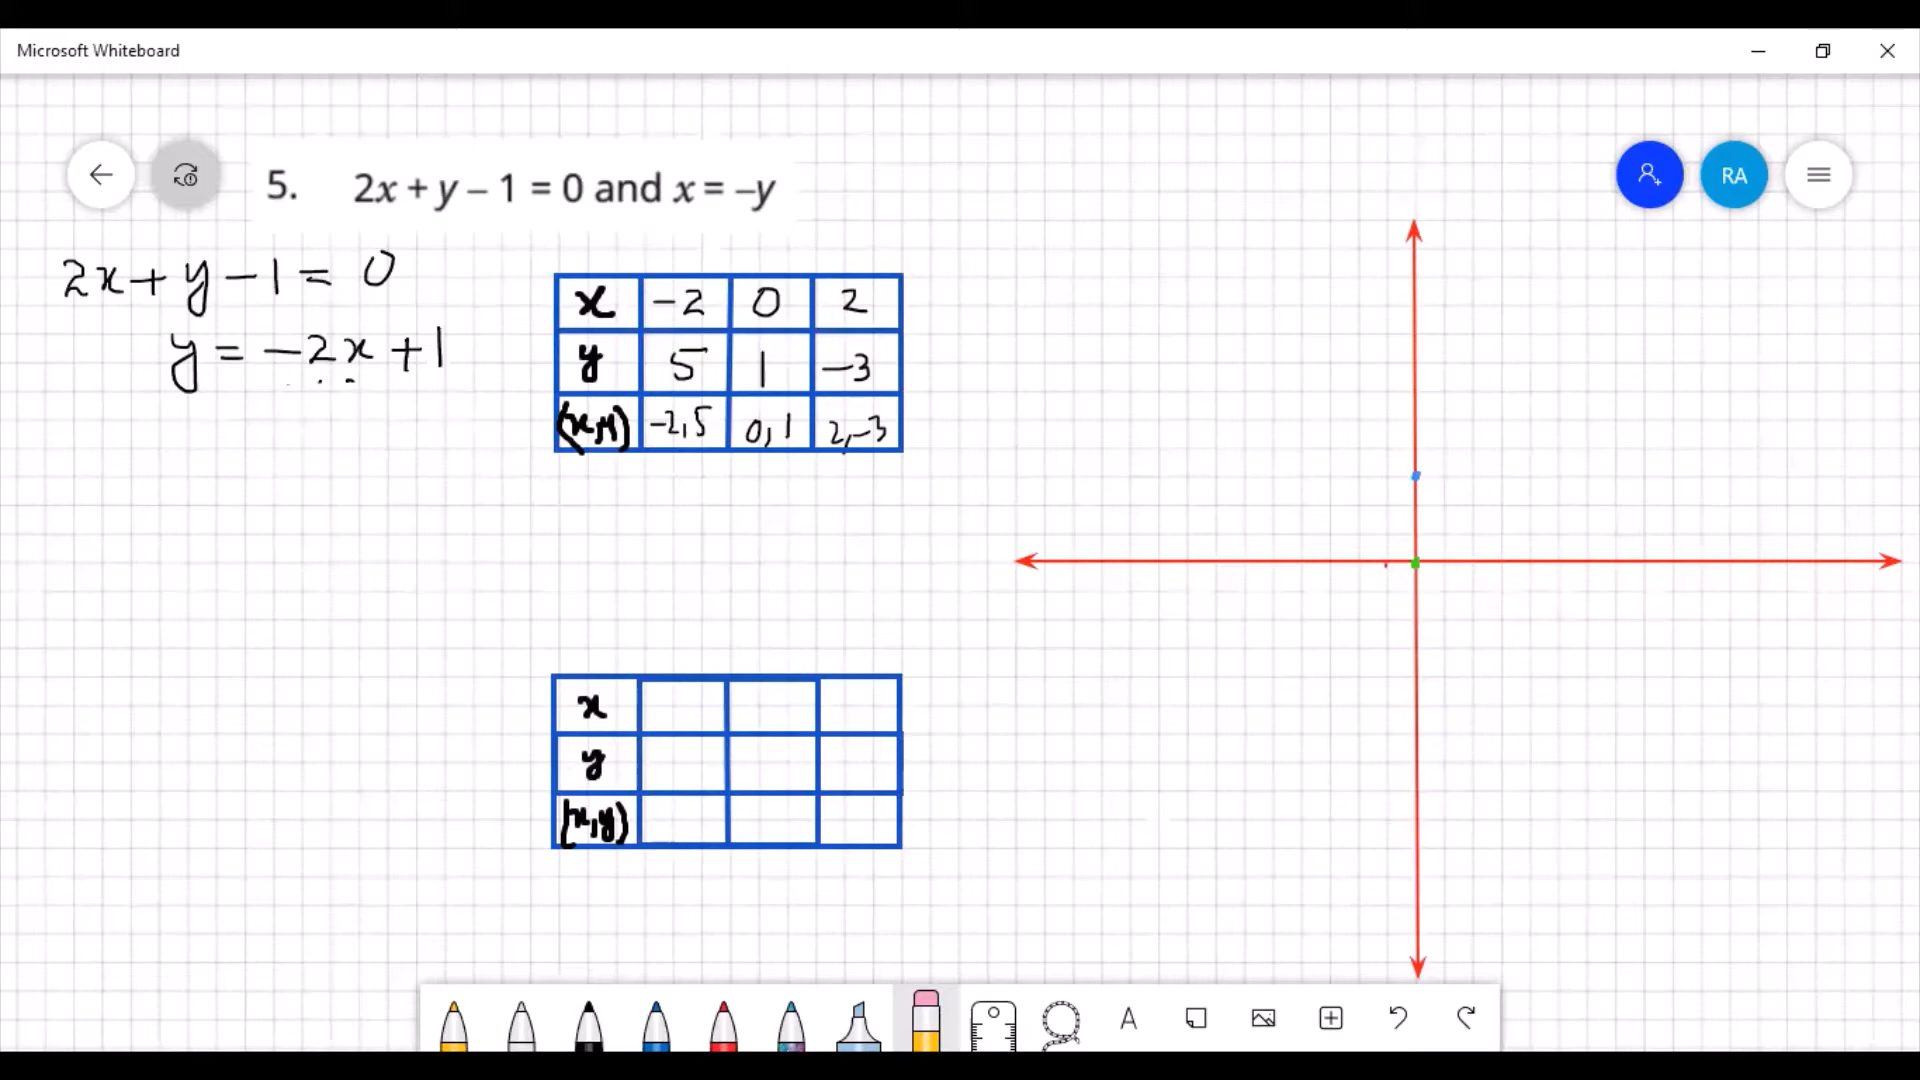 Microsoft Whiteboard
5. 2x + y – 1 = 0 and x = –y
RA
2x + y – 1 = 0
y = –2x + 1
x –2 0 2
y 5 1 –3
(x,y) –2,5 0,1 2,–3
x
y
(x,y)
A